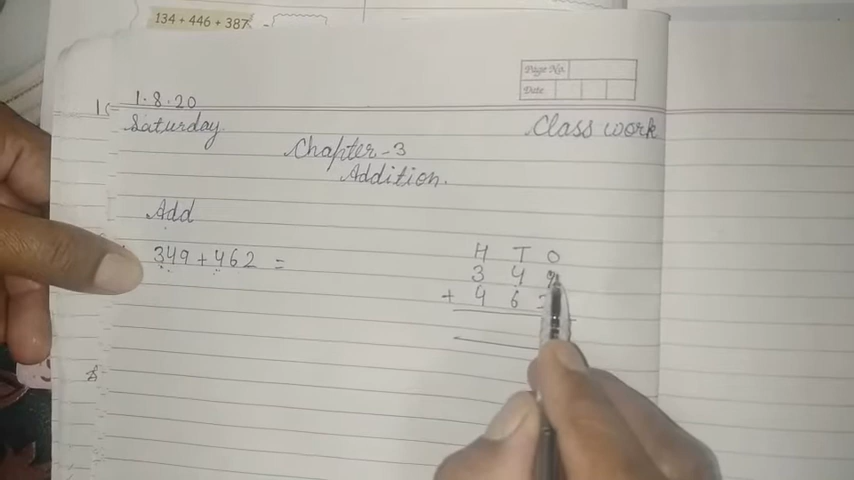 134 + 446 + 387
Page No.
Date
1.8.20
Saturday
Class work
Chapter-3
Addition.
Add
349 + 462 =
H T O
3 4 9
+ 4 6